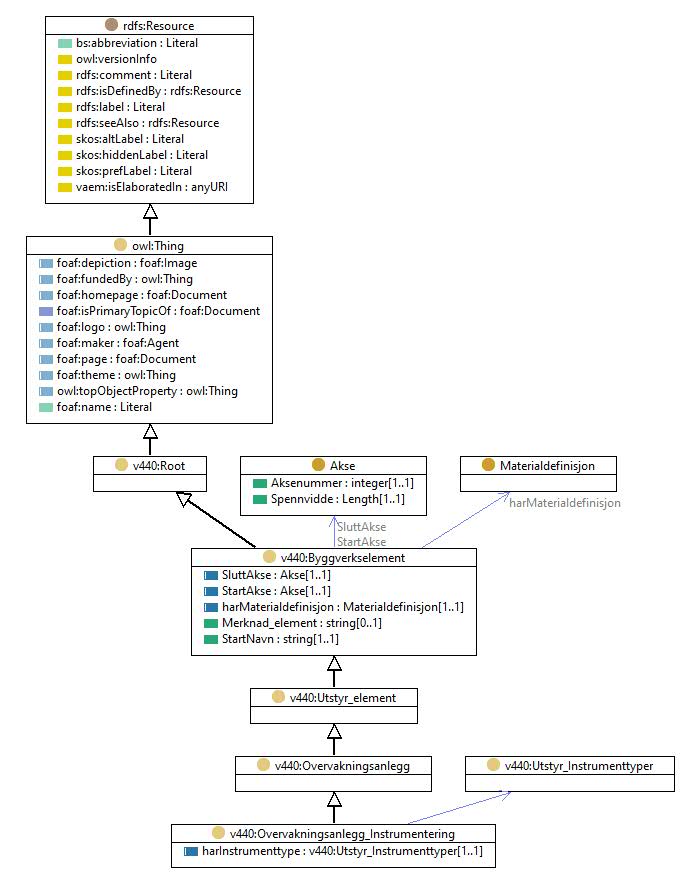 rdfs:Resource
bs:abbreviation : Literal
owl:versionInfo
rdfs:comment : Literal
rdfs:isDefinedBy : rdfs:Resource
rdfs:label : Literal
rdfs:seeAlso : rdfs:Resource
skos:altLabel : Literal
skos:hiddenLabel : Literal
skos:prefLabel : Literal
vaem:isElaboratedIn : anyURI
owl:Thing
foaf:depiction : foaf:Image
foaf:fundedBy : owl:Thing
foaf:homepage : foaf:Document
foaf:isPrimaryTopicOf : foaf:Document
foaf:logo : owl:Thing
foaf:maker : foaf:Agent
foaf:page : foaf:Document
foaf:theme : owl:Thing
owl:topObjectProperty : owl:Thing
foaf:name : Literal
v440:Root
Akse
Aksenummer : integer[1..1]
Spennvidde : Length[1..1]
Materialdefinisjon
harMaterialdefinisjon
SluttAkse
StartAkse
v440:Byggverkselement
SluttAkse : Akse[1..1]
StartAkse : Akse[1..1]
harMaterialdefinisjon : Materialdefinisjon[1..1]
Merknad_element : string[0..1]
StartNavn : string[1..1]
v440:Utstyr_element
v440:Overvakningsanlegg
v440:Utstyr_Instrumenttyper
v440:Overvakningsanlegg_Instrumentering
harInstrumenttype : v440:Utstyr_Instrumenttyper[1..1]